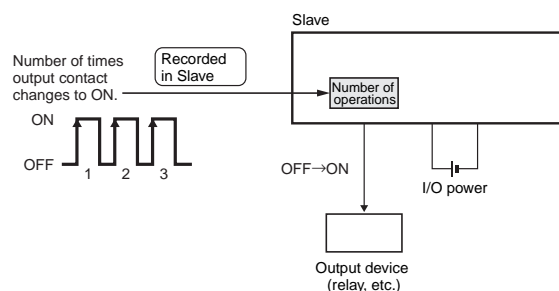 Slave
Number of times
output contact
changes to ON.
Recorded
in Slave
Number of
operations
ON
OFF
1 2 3
OFF→ON
I/O power
Output device
(relay, etc.)